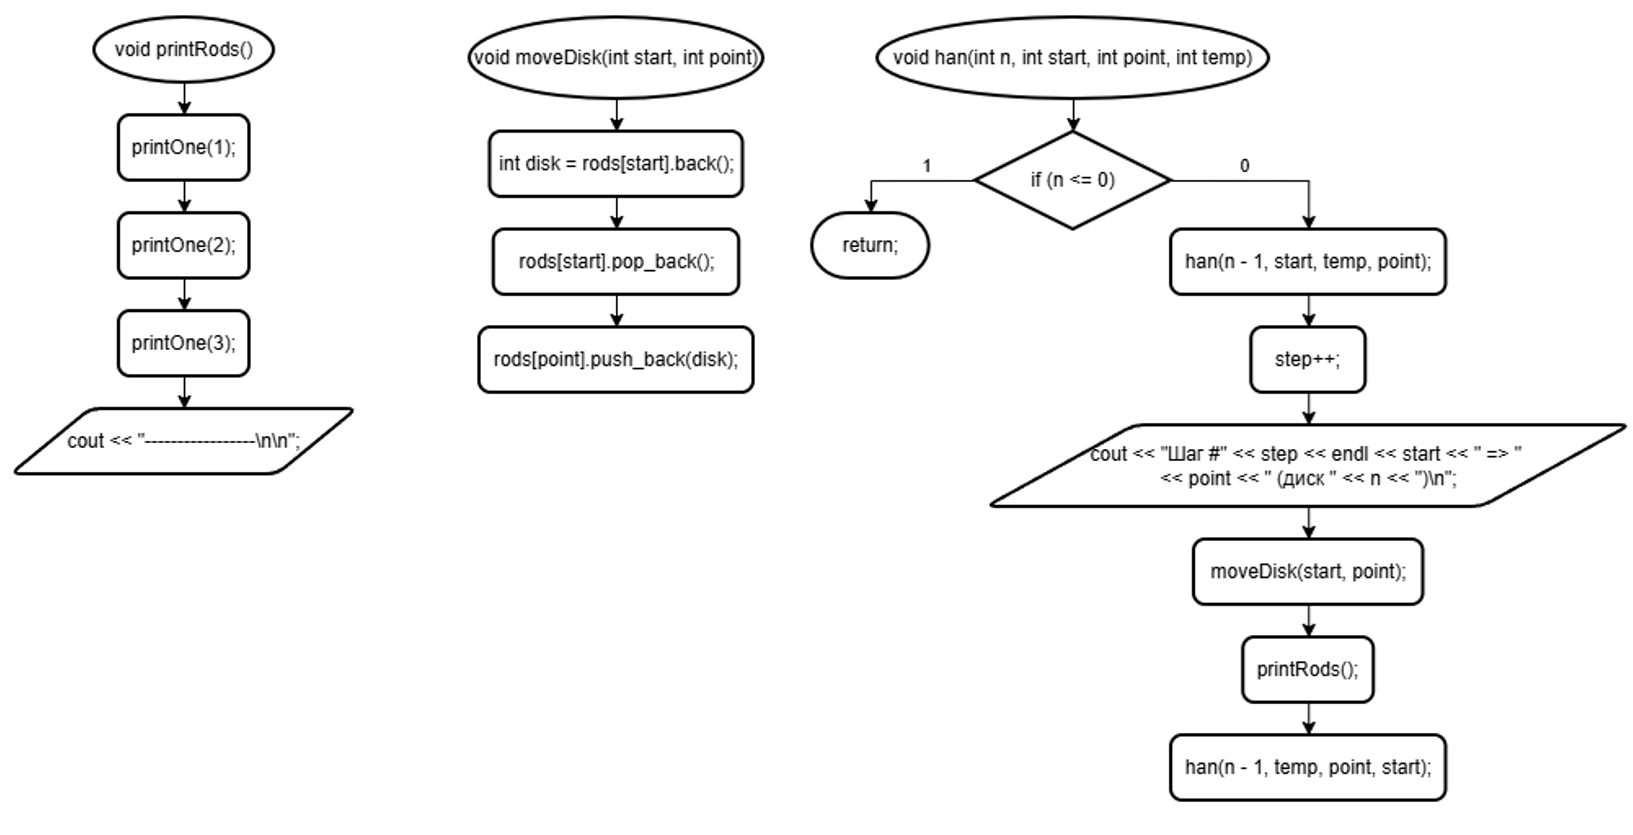 void printRods()
printOne(1);
printOne(2);
printOne(3);
cout << "-----------------\n\n";
void moveDisk(int start, int point)
int disk = rods[start].back();
rods[start].pop_back();
rods[point].push_back(disk);
void han(int n, int start, int point, int temp)
if (n <= 0)
1
0
return;
han(n - 1, start, temp, point);
step++;
cout << "Шаг #" << step << endl << start << " => "
<< point << " (диск " << n << ")\n";
moveDisk(start, point);
printRods();
han(n - 1, temp, point, start);